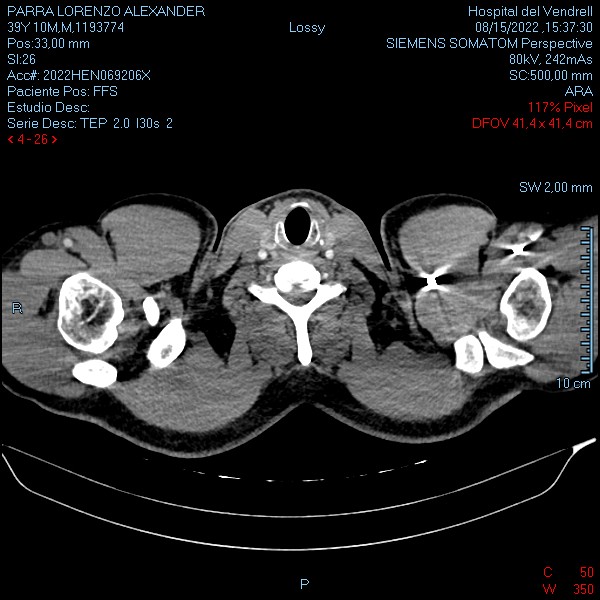 PARRA LORENZO ALEXANDER
39Y 10M,M,1193774
Pos:33,00 mm
SI:26
Acc#: 2022HEN069206X
Paciente Pos: FFS
Estudio Desc:
Serie Desc: TEP 2.0 I30s 2
< 4 - 26 >
Lossy
Hospital del Vendrell
08/15/2022 ,15:37:30
SIEMENS SOMATOM Perspective
80kV, 242mAs
SC:500,00 mm
ARA
117% Pixel
DFOV 41,4 x 41,4 cm
SW 2,00 mm
R
10 cm
P
C 50
W 350